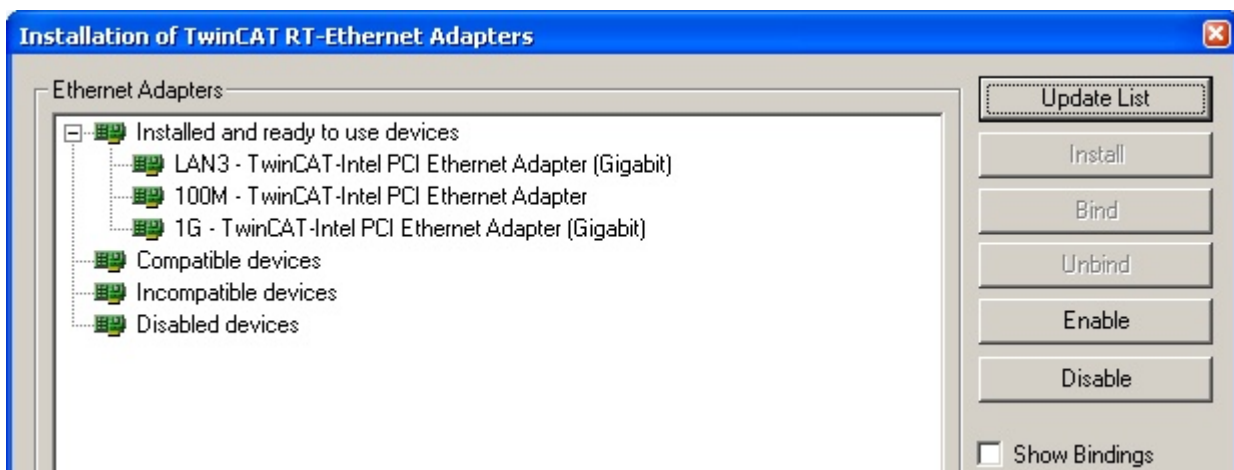 Installation of TwinCAT RT-Ethernet Adapters
Ethernet Adapters
Installed and ready to use devices
LAN3 - TwinCAT-Intel PCI Ethernet Adapter (Gigabit)
100M - TwinCAT-Intel PCI Ethernet Adapter
1G - TwinCAT-Intel PCI Ethernet Adapter (Gigabit)
Compatible devices
Incompatible devices
Disabled devices
Update List
Install
Bind
Unbind
Enable
Disable
Show Bindings